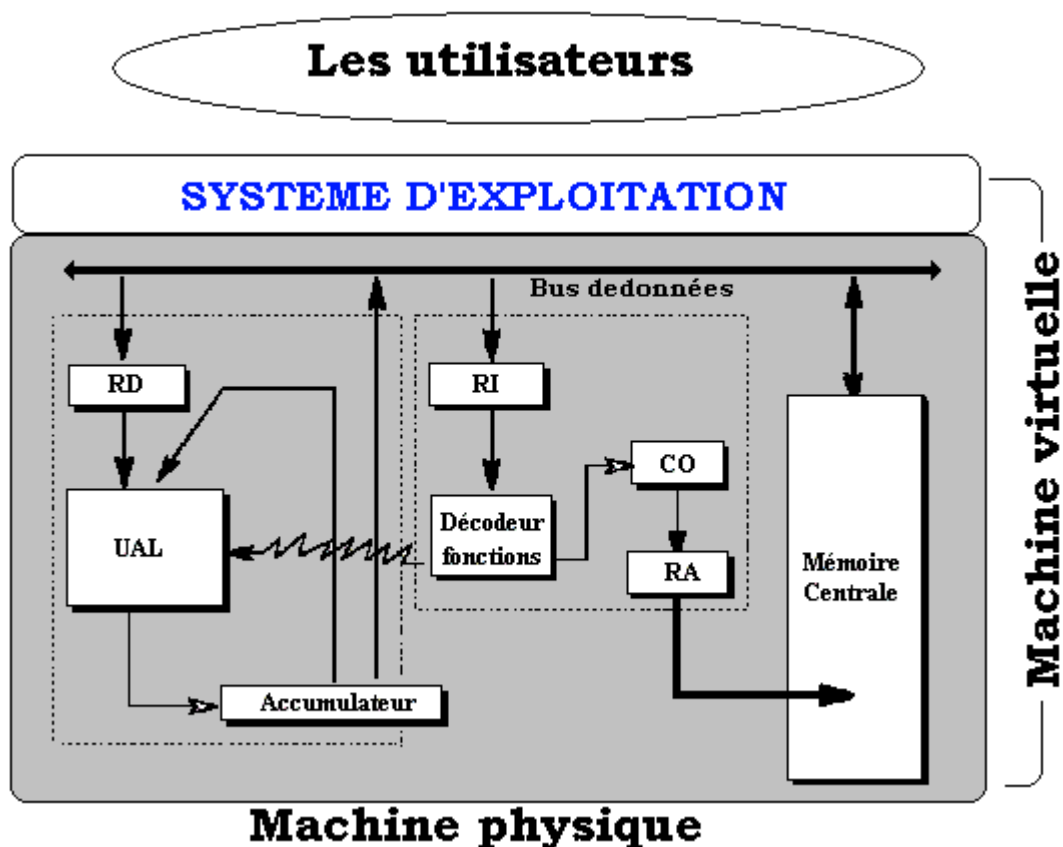 Les utilisateurs
SYSTEME D'EXPLOITATION
Bus dedonnées
RD
RI
CO
UAL
Décodeur
fonctions
RA
Mémoire
Centrale
Accumulateur
Machine virtuelle
Machine physique